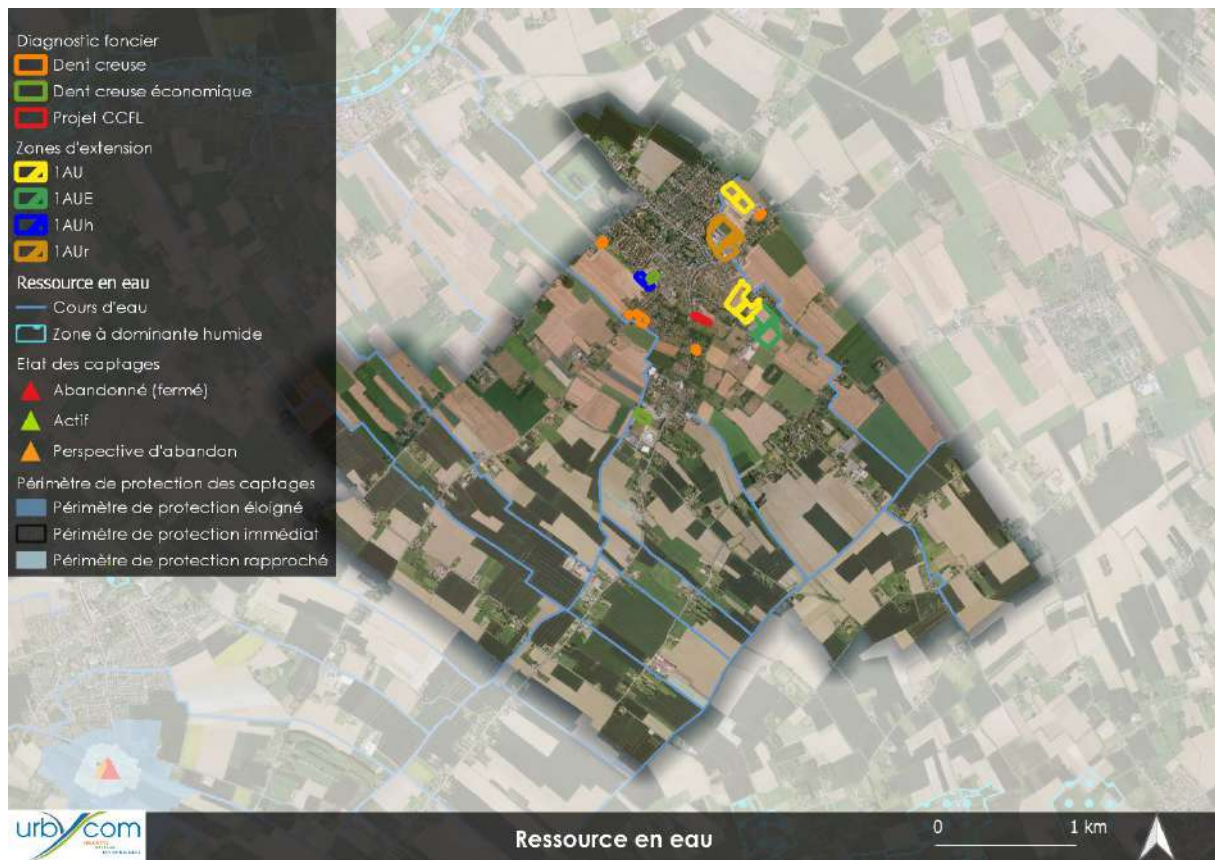 Diagnostic foncier
Dent creuse
Dent creuse économique
Projet CCFL
Zones d'extension
1AU
1AUE
1AUh
1AUr
Ressource en eau
Cours d'eau
Zone à dominante humide
Etat des captages
Abandonné (fermé)
Actif
Perspective d'abandon
Périmètre de protection des captages
Périmètre de protection éloigné
Périmètre de protection immédiat
Périmètre de protection rapproché
urbycom
Ressource en eau
0 1 km